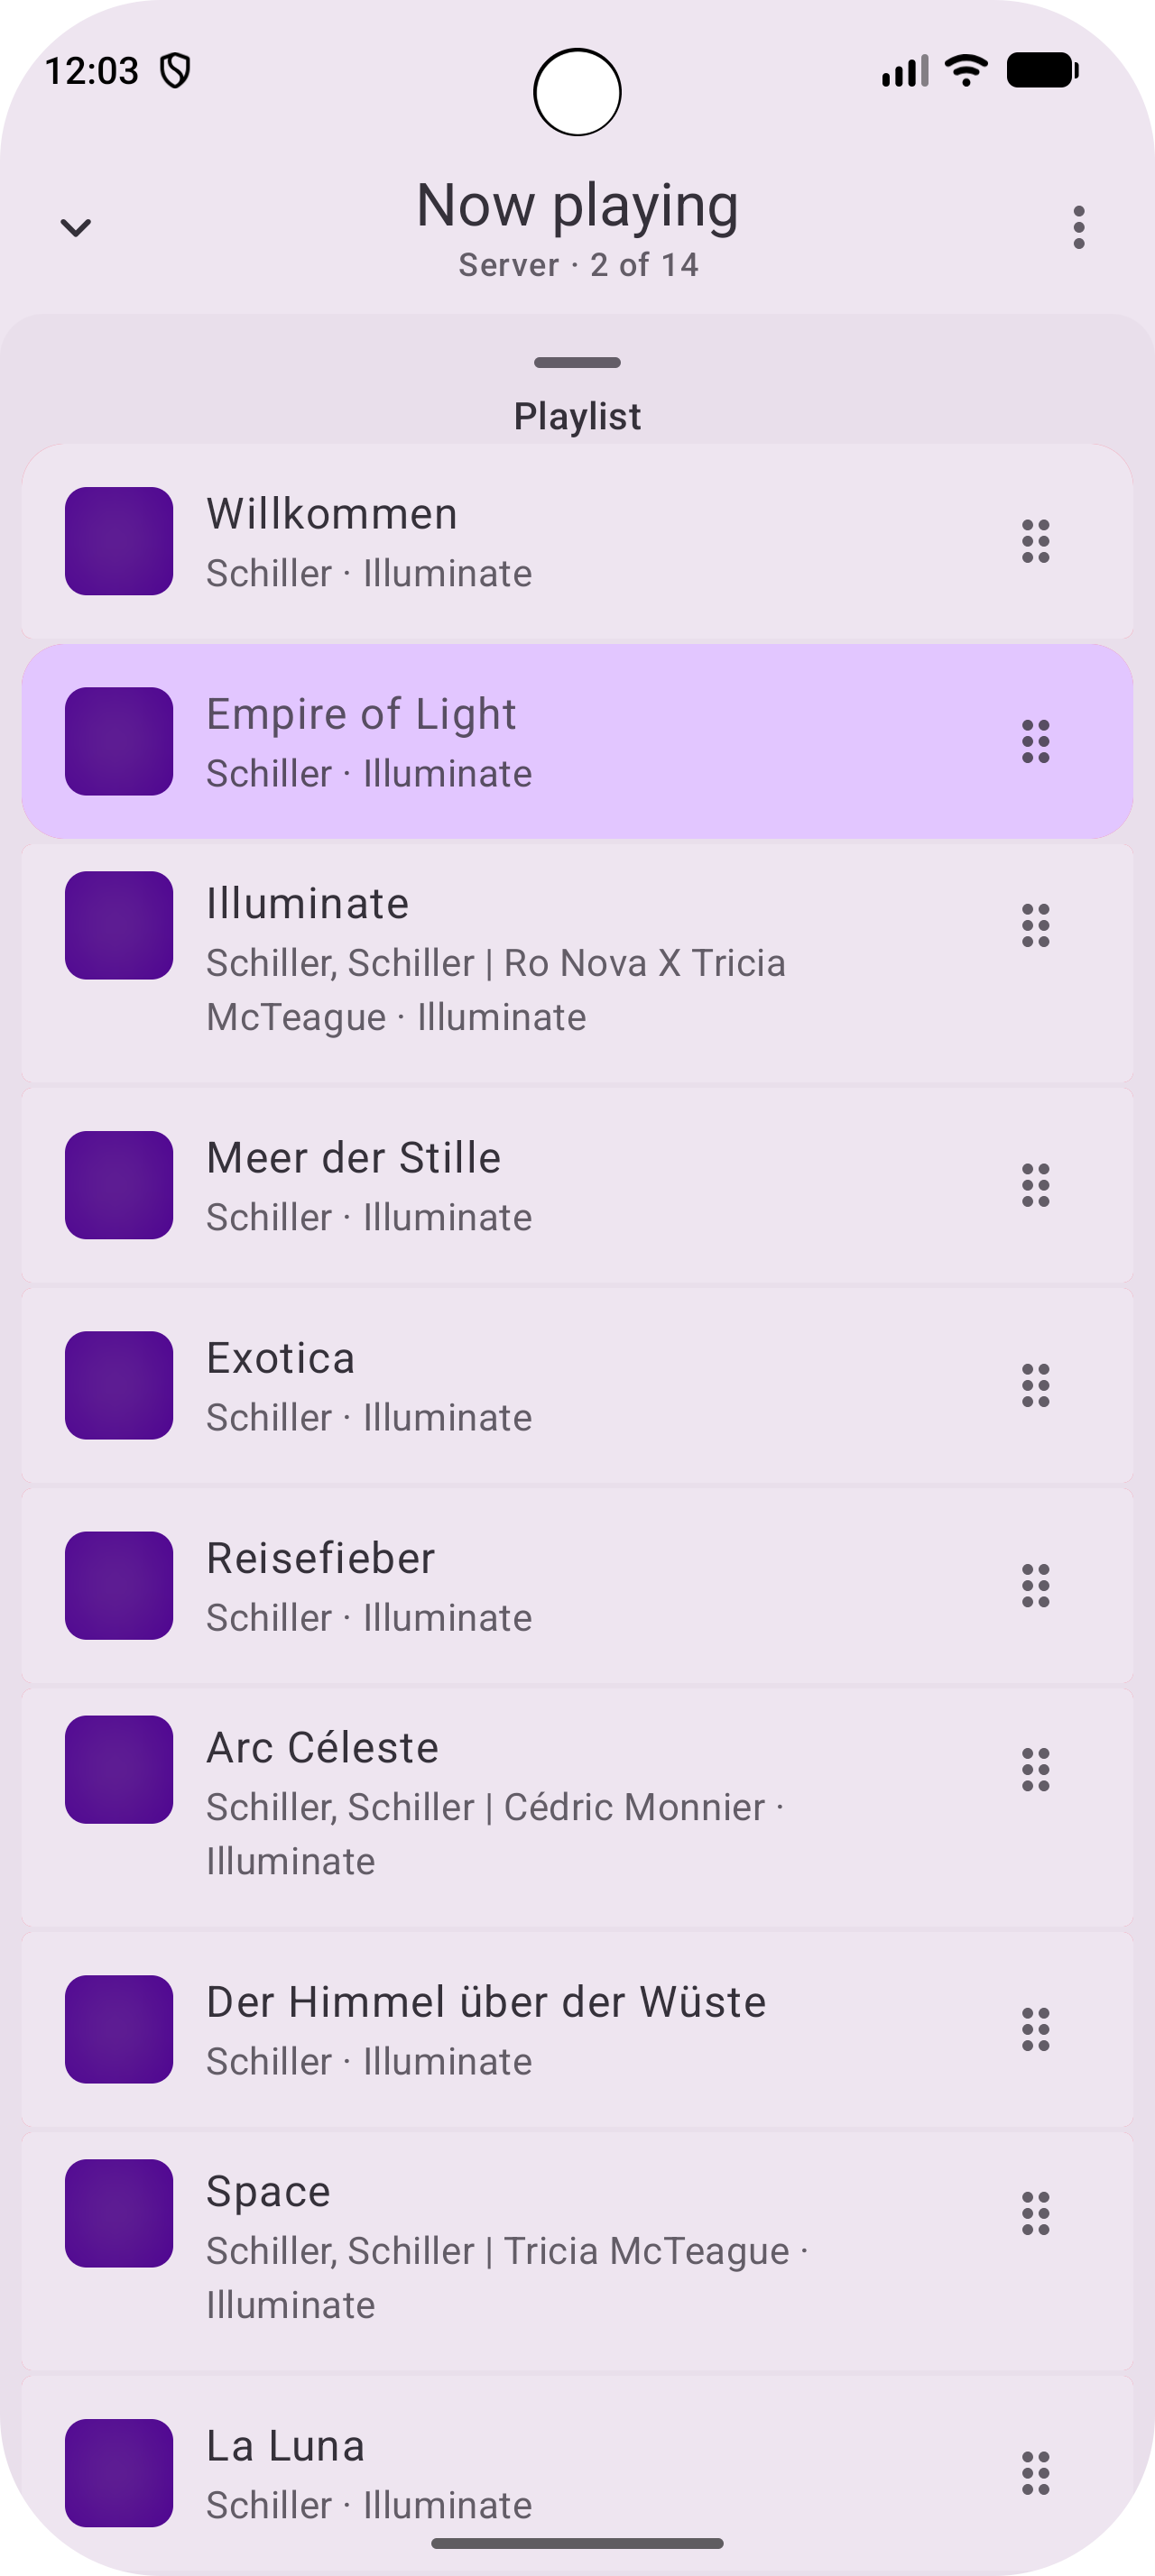 12:03
Now playing
Server · 2 of 14
Playlist
Willkommen
Schiller · Illuminate
Empire of Light
Schiller · Illuminate
Illuminate
Schiller, Schiller | Ro Nova X Tricia
McTeague · Illuminate
Meer der Stille
Schiller · Illuminate
Exotica
Schiller · Illuminate
Reisefieber
Schiller · Illuminate
Arc Céleste
Schiller, Schiller | Cédric Monnier ·
Illuminate
Der Himmel über der Wüste
Schiller · Illuminate
Space
Schiller, Schiller | Tricia McTeague ·
Illuminate
La Luna
Schiller · Illuminate